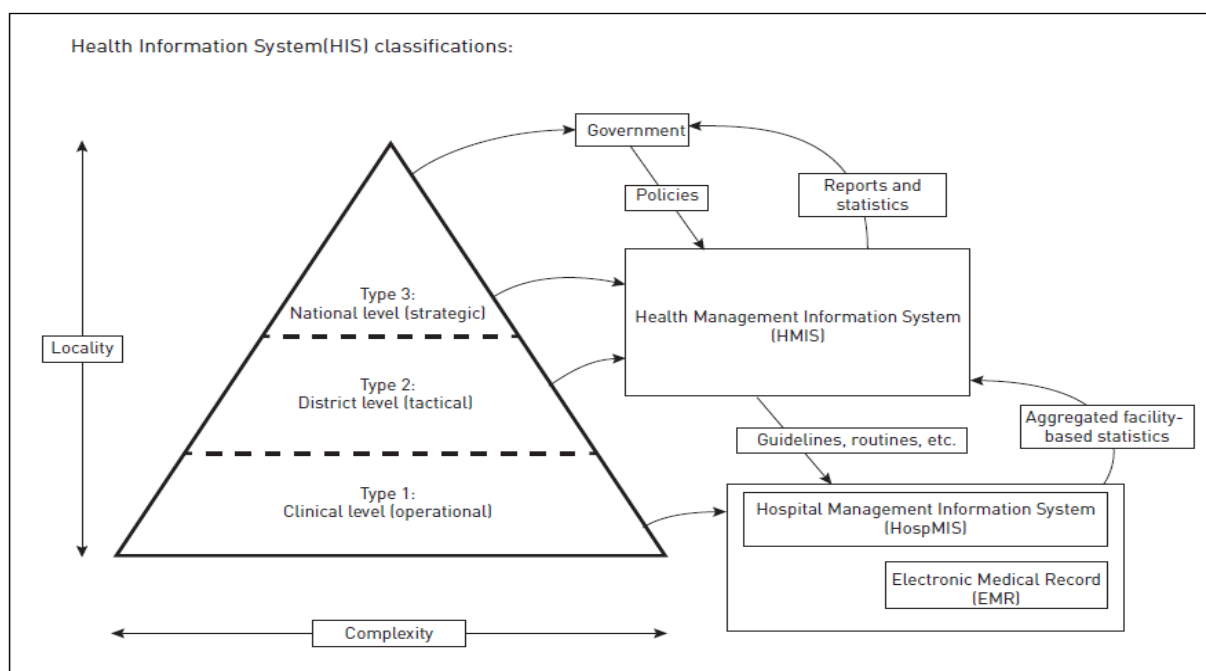 Health Information System(HIS) classifications:
Government
Policies
Reports and
statistics
Type 3:
National level (strategic)
Health Management Information System
(HMIS)
Locality
Type 2:
District level (tactical)
Guidelines, routines, etc.
Aggregated facility-
based statistics
Type 1:
Clinical level (operational)
Hospital Management Information System
(HospMIS)
Electronic Medical Record
(EMR)
Complexity